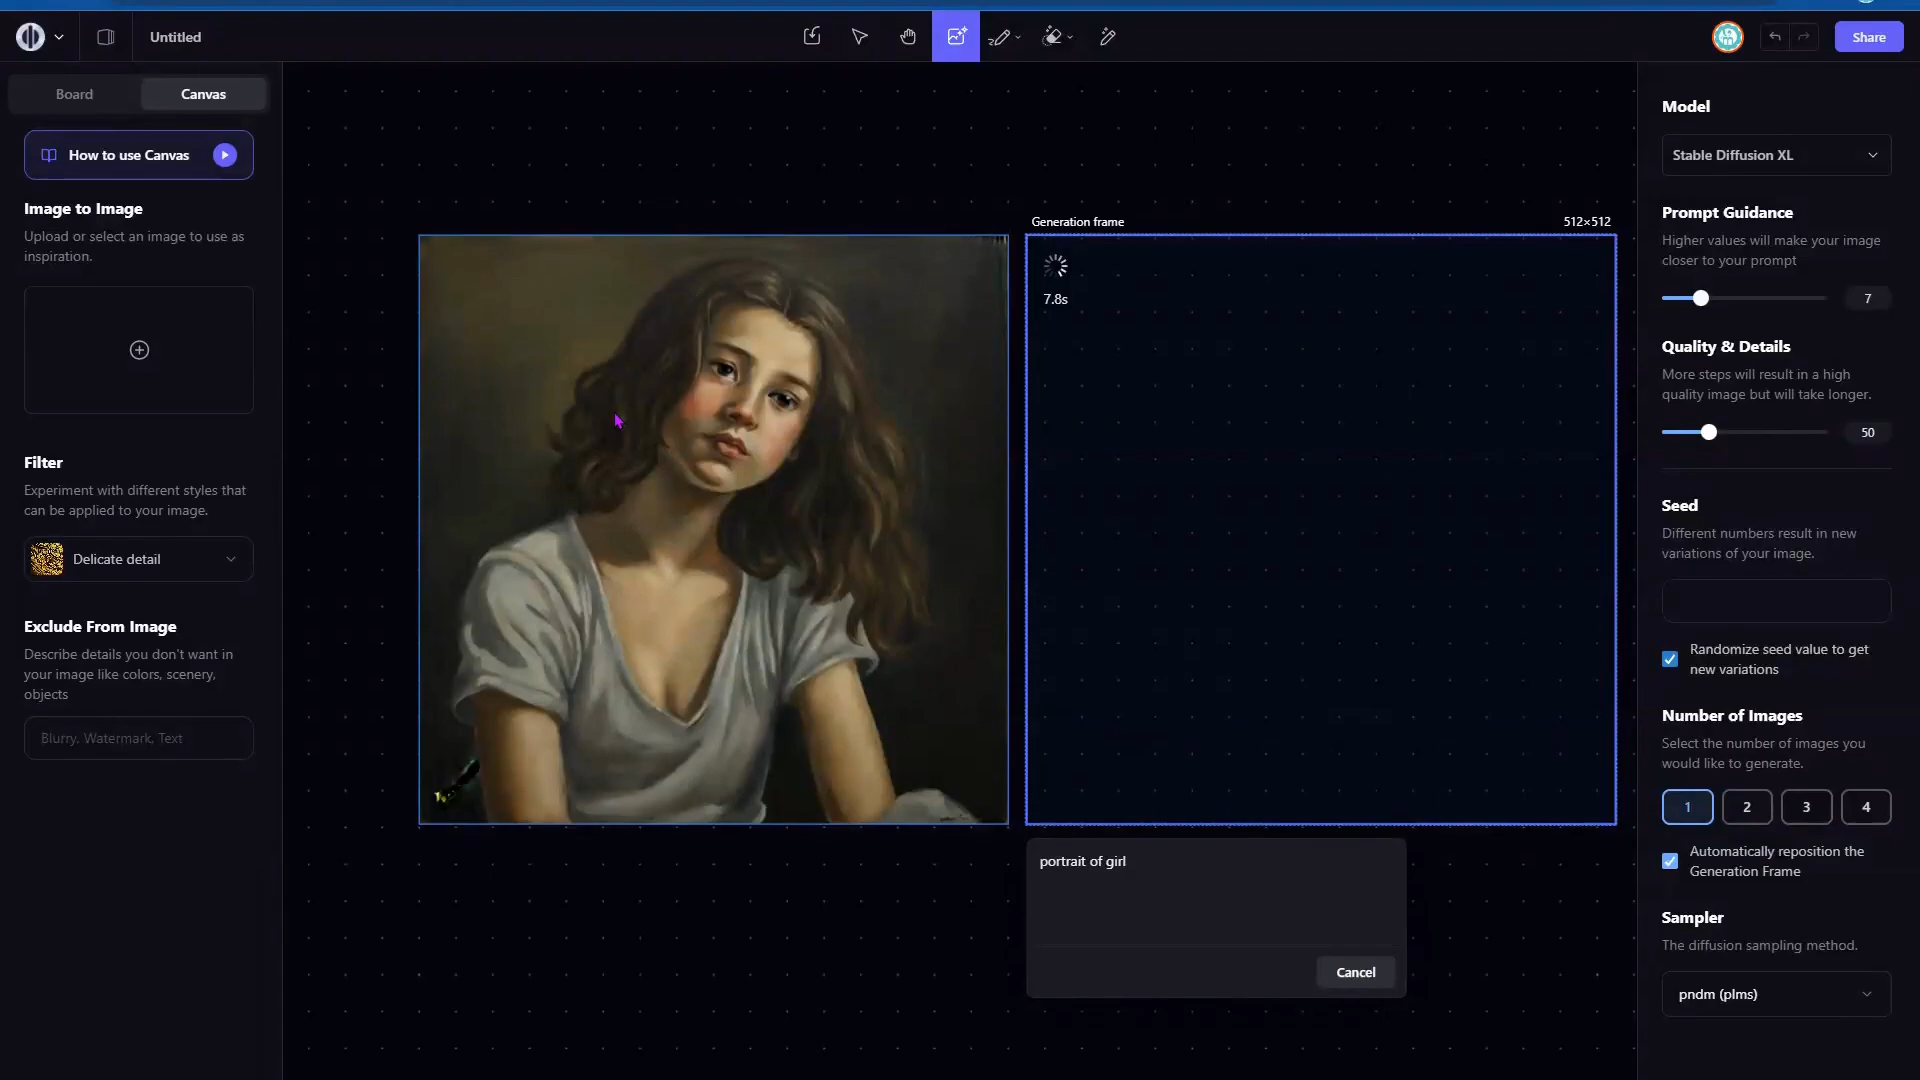 Untitled
Share
Board
Canvas
How to use Canvas
Image to Image
Upload or select an image to use as
inspiration.
Filter
Experiment with different styles that
can be applied to your image.
Delicate detail
Exclude From Image
Describe details you don't want in
your image like colors, scenery,
objects
Blurry, Watermark, Text
Generation frame
512×512
7.8s
portrait of girl
Cancel
Model
Stable Diffusion XL
Prompt Guidance
Higher values will make your image
closer to your prompt
7
Quality & Details
More steps will result in a high
quality image but will take longer.
50
Seed
Different numbers result in new
variations of your image.
Randomize seed value to get
new variations
Number of Images
Select the number of images you
would like to generate.
1
2
3
4
Automatically reposition the
Generation Frame
Sampler
The diffusion sampling method.
pndm (plms)